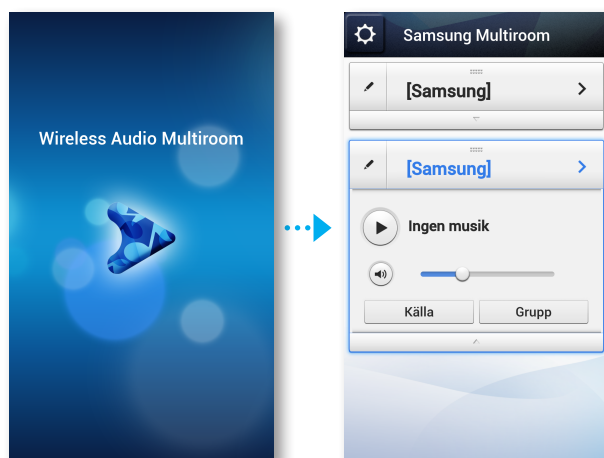 Wireless Audio Multiroom
Samsung Multiroom
[Samsung]
[Samsung]
Ingen musik
Källa
Grupp